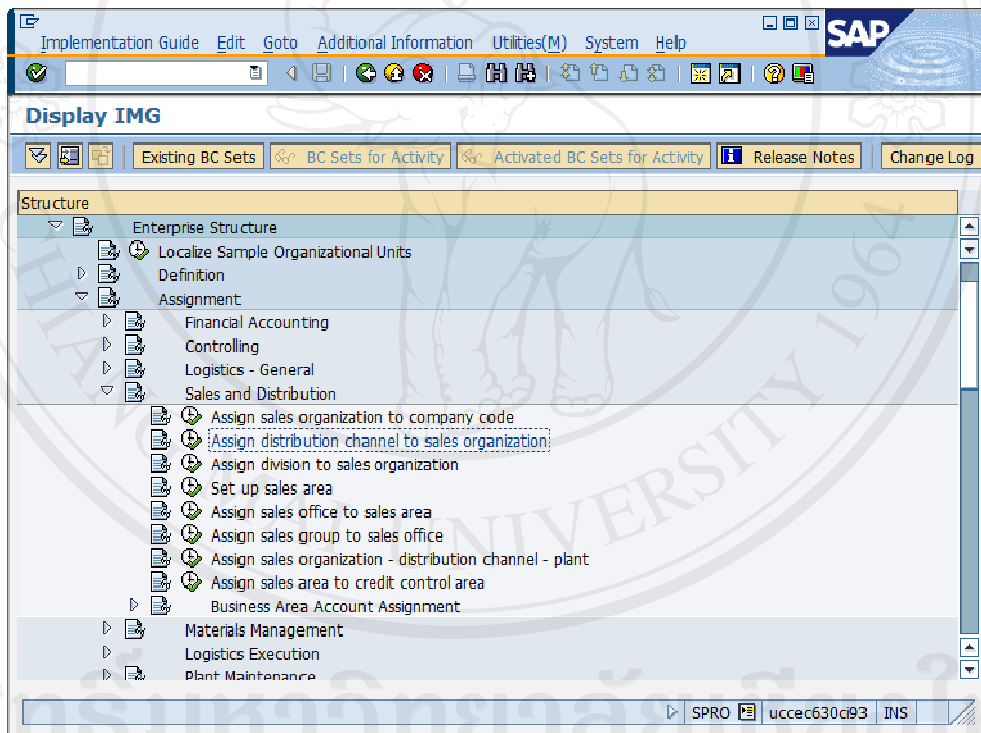 Implementation Guide Edit Goto Additional Information Utilities(M) System Help
SAP
Display IMG
Existing BC Sets BC Sets for Activity Activated BC Sets for Activity Release Notes Change Log
Structure
Enterprise Structure
Localize Sample Organizational Units
Definition
Assignment
Financial Accounting
Controlling
Logistics - General
Sales and Distribution
Assign sales organization to company code
Assign distribution channel to sales organization
Assign division to sales organization
Set up sales area
Assign sales office to sales area
Assign sales group to sales office
Assign sales organization - distribution channel - plant
Assign sales area to credit control area
Business Area Account Assignment
Materials Management
Logistics Execution
Plant Maintenance
SPRO uccec630ci93 INS
CHIANG MAI UNIVERSITY 1964